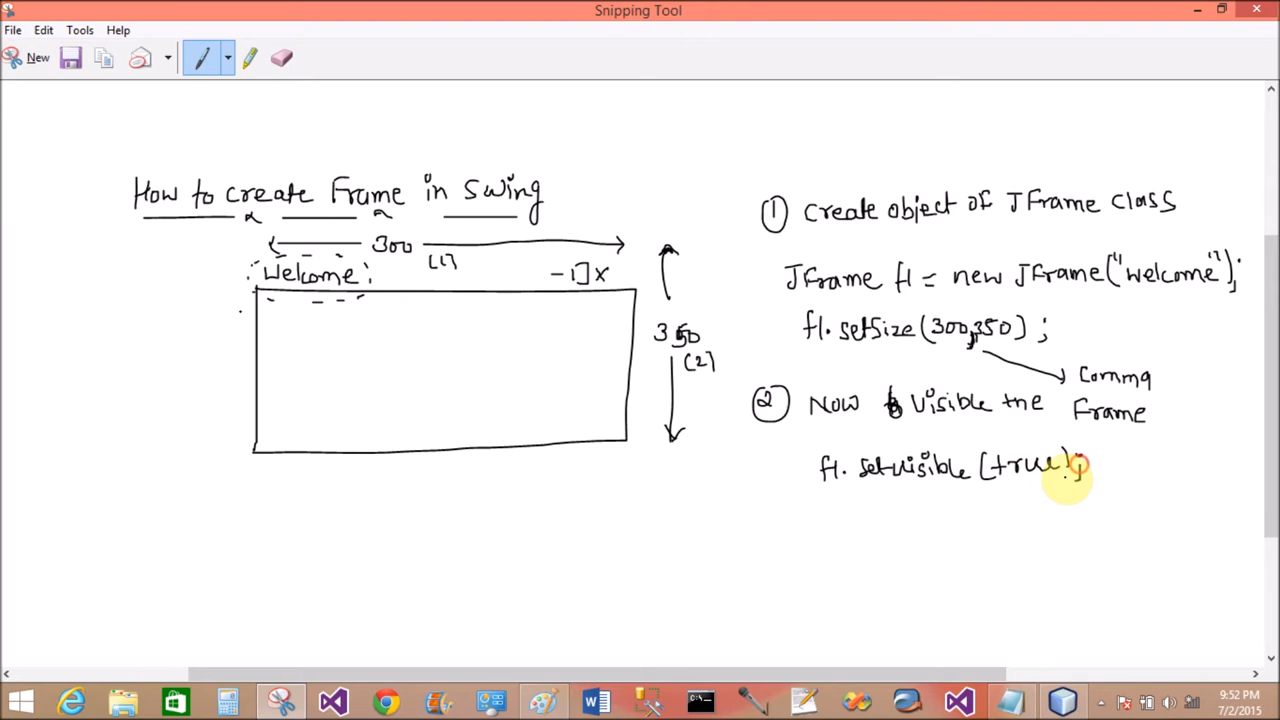 Snipping Tool
File Edit Tools Help
New
How to create Frame in Swing
300
(1)
Welcome
350
(2)
① Create object of JFrame class
JFrame f1 = new JFrame("Welcome");
f1.setSize(300,350);
Comma
② Now Visible the Frame
f1.setVisible(true);
9:52 PM
7/2/2015